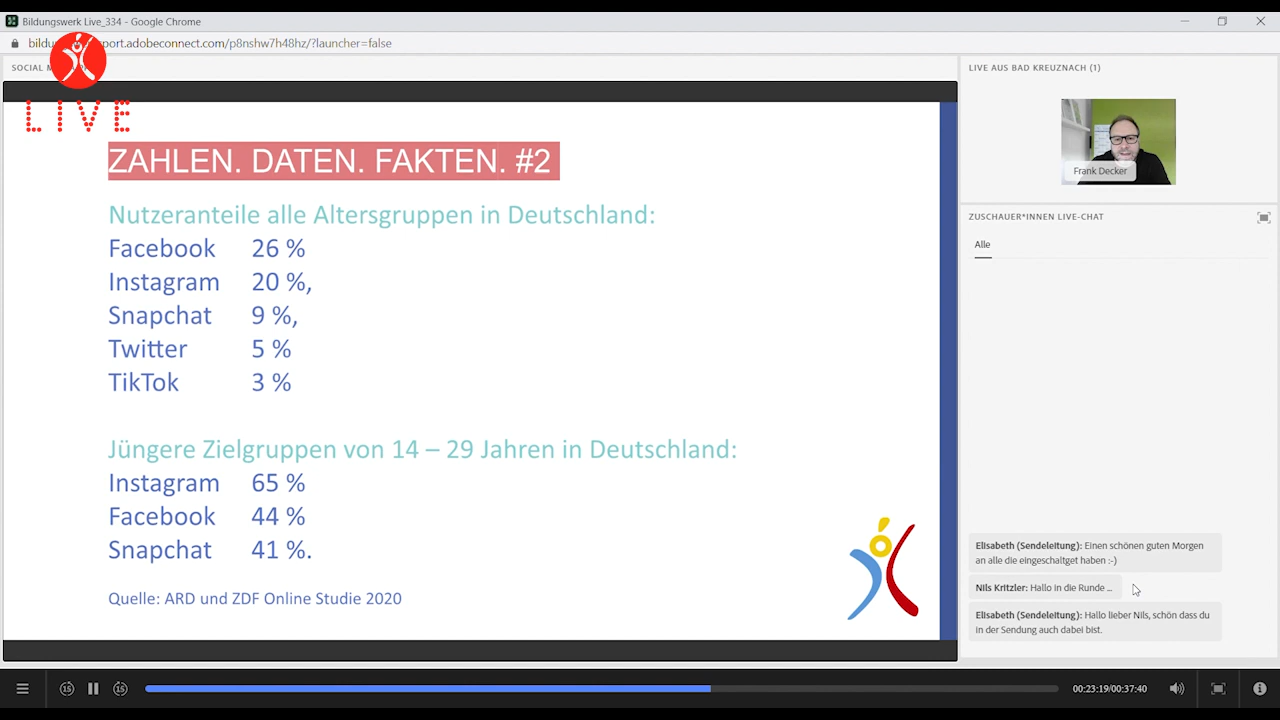 Bildungswerk Live_334 - Google Chrome
port.adobeconnect.com/p8nshw7h48hz/?launcher=false
SOCIAL
LIVE
ZAHLEN. DATEN. FAKTEN. #2
Nutzeranteile alle Altersgruppen in Deutschland:
Facebook 26 %
Instagram 20 %,
Snapchat 9 %,
Twitter 5 %
TikTok 3 %
Jüngere Zielgruppen von 14 – 29 Jahren in Deutschland:
Instagram 65 %
Facebook 44 %
Snapchat 41 %.
Quelle: ARD und ZDF Online Studie 2020
LIVE AUS BAD KREUZNACH (1)
Frank Decker
ZUSCHAUER*INNEN LIVE-CHAT
Alle
Elisabeth (Sendeleitung): Einen schönen guten Morgen
an alle die eingeschaltget haben :-)
Nils Kritzler: Hallo in die Runde ...
Elisabeth (Sendeleitung): Hallo lieber Nils, schön dass du
in der Sendung auch dabei bist.
15
15
00:23:19/00:37:40